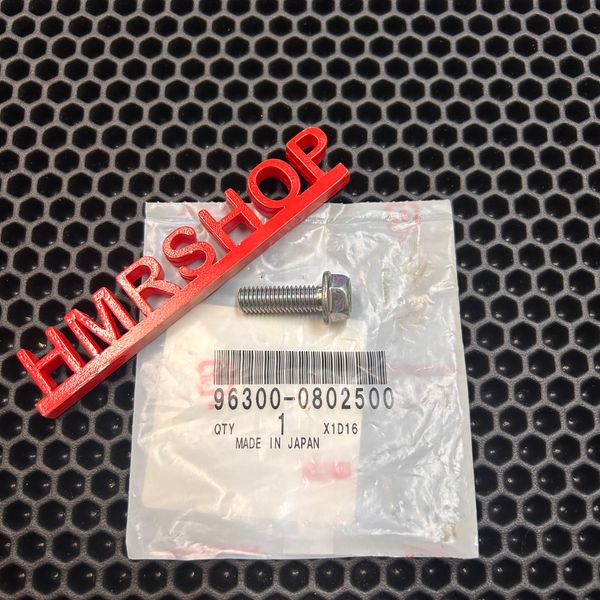 HMRSHOP
96300-0802500
QTY 1 X1D16
MADE IN JAPAN